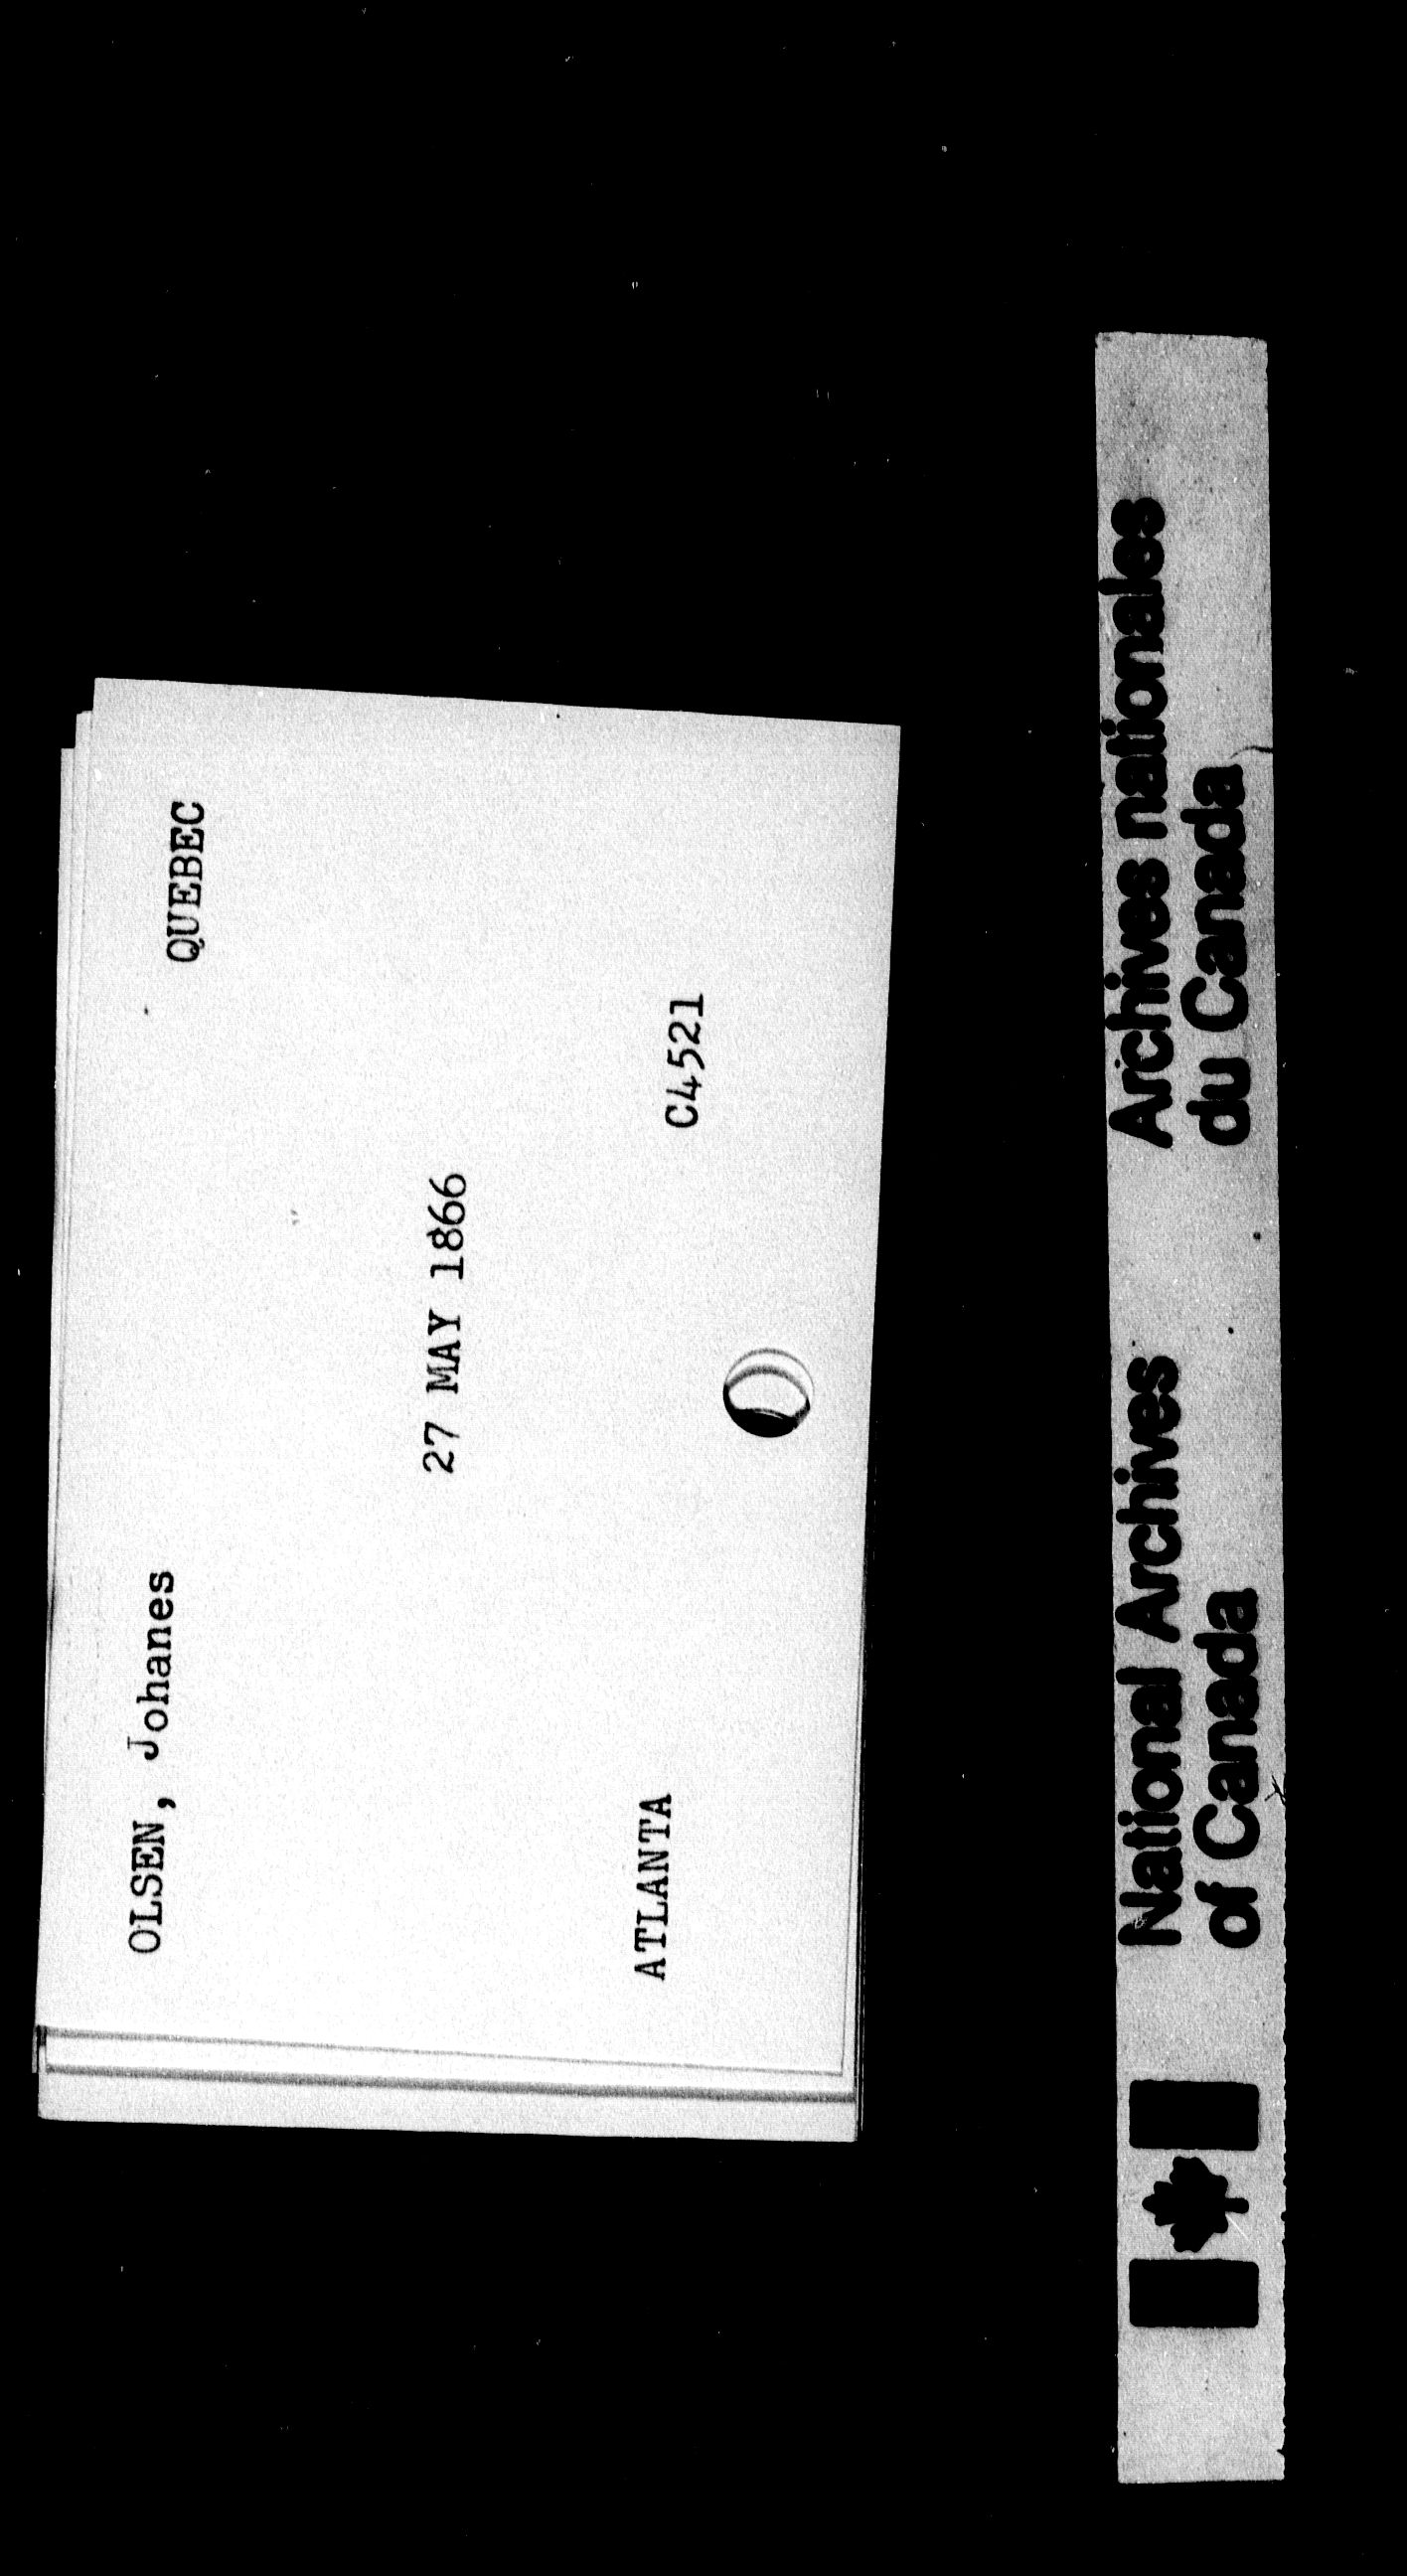 OLSEN, Johanes QUEBEC
27 MAY 1866
ATLANTA C4521
National Archives
of Canada
Archives nationales
du Canada